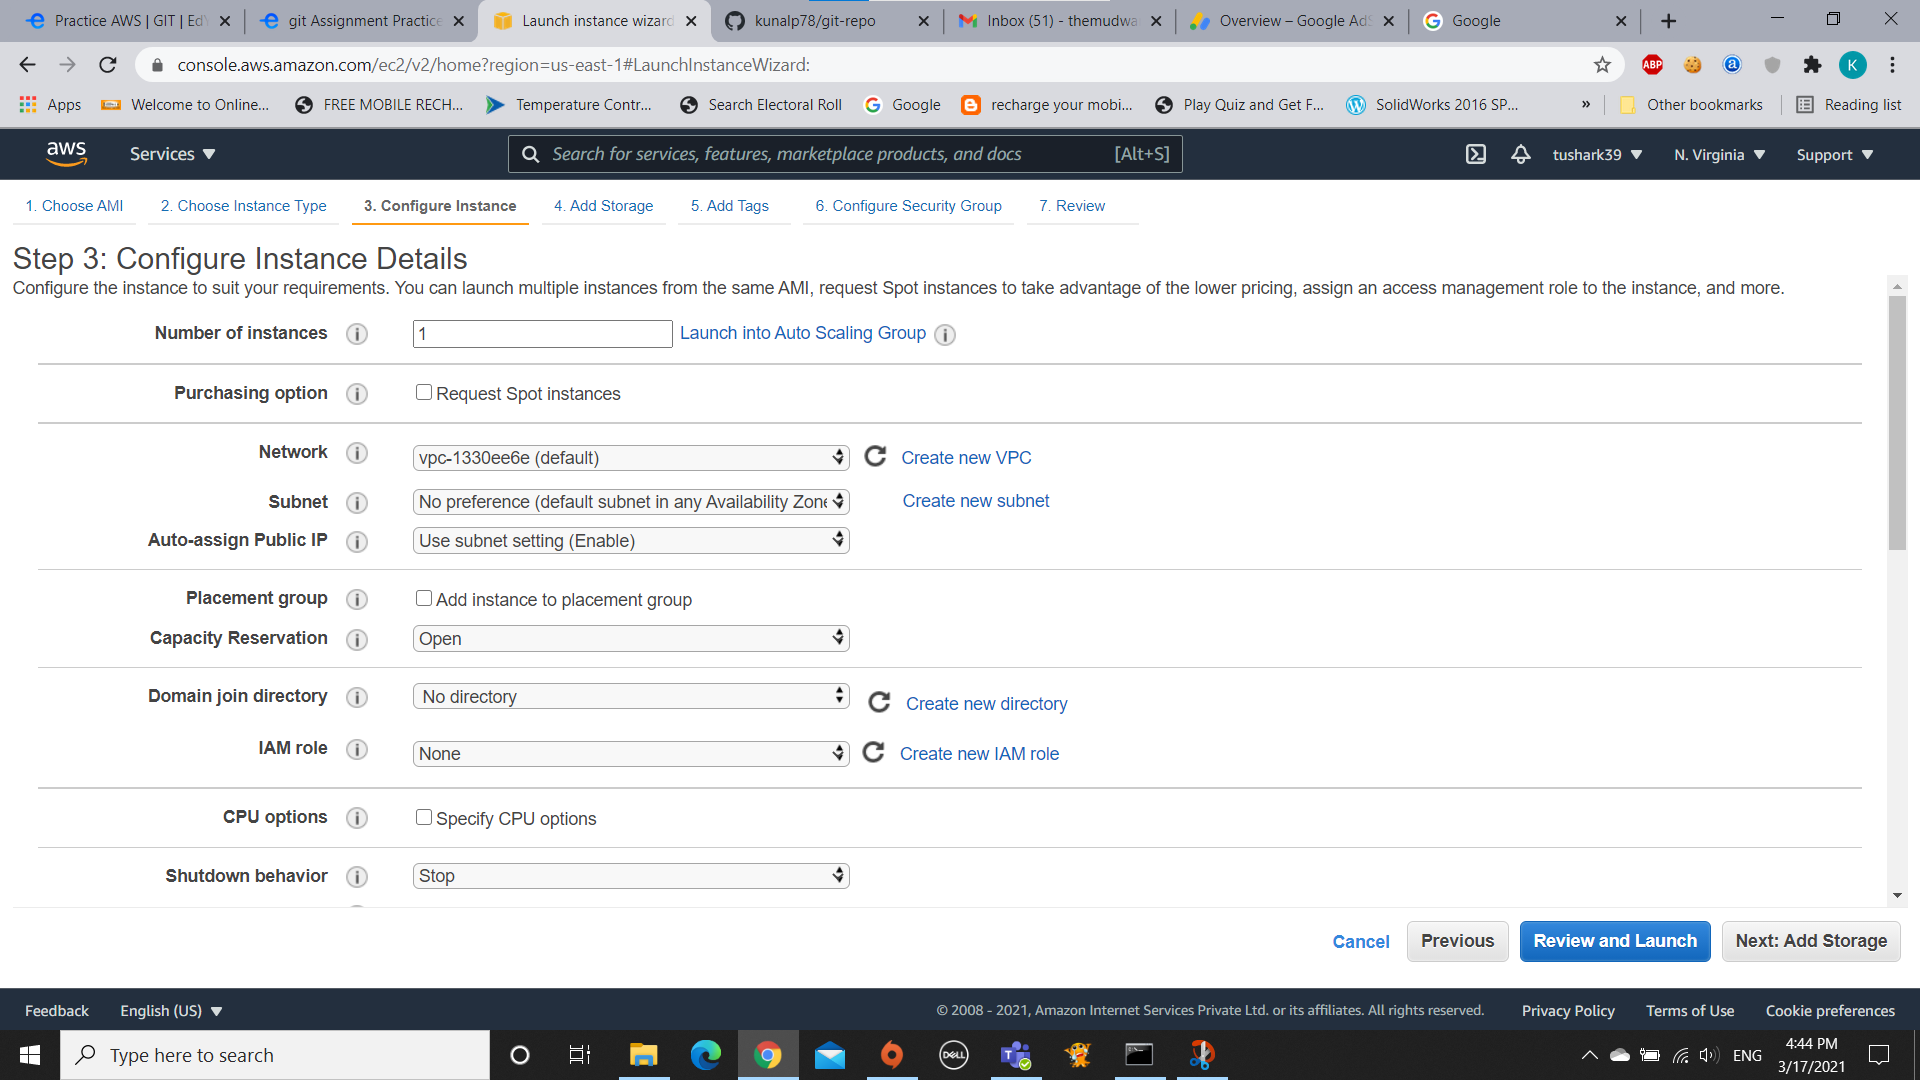 Practice AWS | GIT | EdY
git Assignment Practice
Launch instance wizard
kunalp78/git-repo
Inbox (51) - themudwa
Overview – Google AdS
Google
console.aws.amazon.com/ec2/v2/home?region=us-east-1#LaunchInstanceWizard:
ABP
a
K
Apps
Welcome to Online...
FREE MOBILE RECH...
Temperature Contr...
Search Electoral Roll
Google
recharge your mobi...
Play Quiz and Get F...
SolidWorks 2016 SP...
»
Other bookmarks
Reading list
aws
Services
Search for services, features, marketplace products, and docs
[Alt+S]
tushark39
N. Virginia
Support
1. Choose AMI
2. Choose Instance Type
3. Configure Instance
4. Add Storage
5. Add Tags
6. Configure Security Group
7. Review
Step 3: Configure Instance Details
Configure the instance to suit your requirements. You can launch multiple instances from the same AMI, request Spot instances to take advantage of the lower pricing, assign an access management role to the instance, and more.
Number of instances
1
Launch into Auto Scaling Group
Purchasing option
Request Spot instances
Network
vpc-1330ee6e (default)
Create new VPC
Subnet
No preference (default subnet in any Availability Zone
Create new subnet
Auto-assign Public IP
Use subnet setting (Enable)
Placement group
Add instance to placement group
Capacity Reservation
Open
Domain join directory
No directory
Create new directory
IAM role
None
Create new IAM role
CPU options
Specify CPU options
Shutdown behavior
Stop
Cancel
Previous
Review and Launch
Next: Add Storage
Feedback
English (US)
© 2008 - 2021, Amazon Internet Services Private Ltd. or its affiliates. All rights reserved.
Privacy Policy
Terms of Use
Cookie preferences
Type here to search
DELL
ENG
4:44 PM
3/17/2021